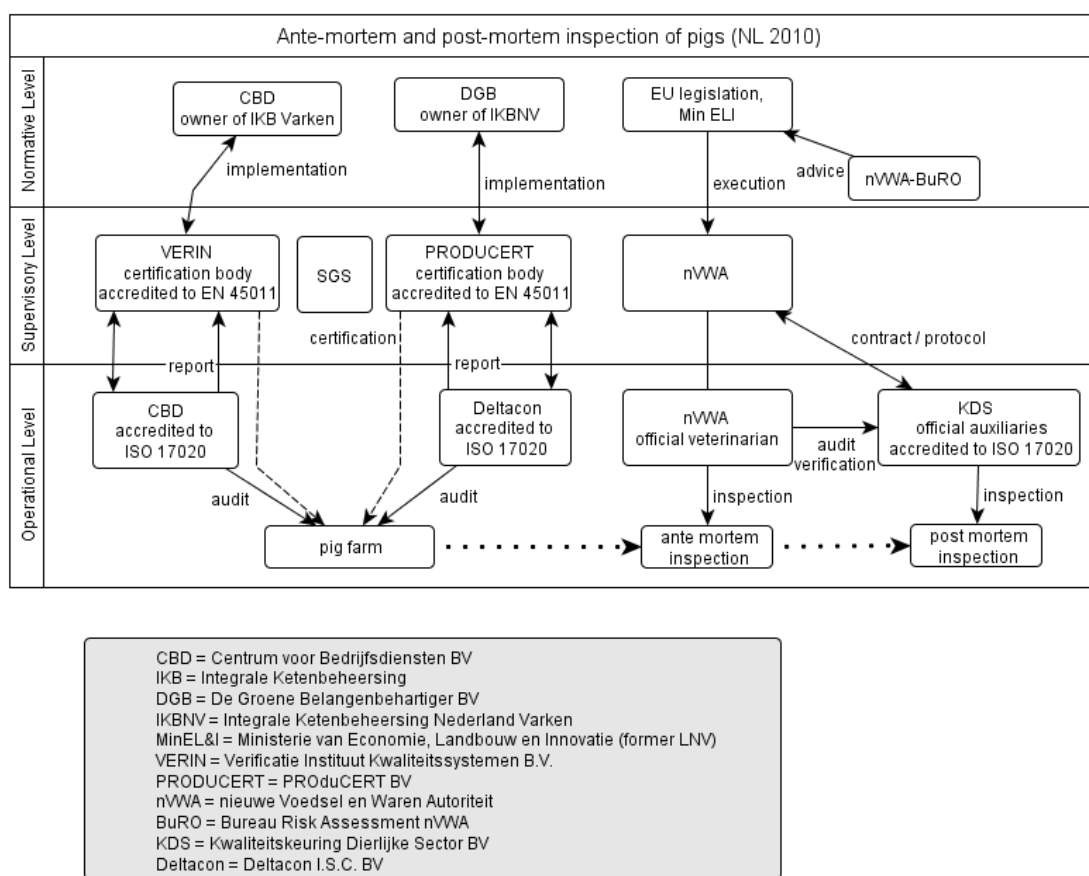 Ante-mortem and post-mortem inspection of pigs (NL 2010)
Normative Level
CBD
owner of IKB Varken
DGB
owner of IKBNV
EU legislation,
Min ELI
implementation
implementation
execution
advice
nVWA-BuRO
Supervisory Level
VERIN
certification body
accredited to EN 45011
SGS
PRODUCERT
certification body
accredited to EN 45011
nVWA
certification
contract / protocol
report
report
Operational Level
CBD
accredited to
ISO 17020
Deltacon
accredited to
ISO 17020
nVWA
official veterinarian
KDS
official auxiliaries
accredited to ISO 17020
audit
verification
audit
audit
inspection
inspection
pig farm
ante mortem
inspection
post mortem
inspection
CBD = Centrum voor Bedrijfsdiensten BV
IKB = Integrale Ketenbeheersing
DGB = De Groene Belangenbehartiger BV
IKBNV = Integrale Ketenbeheersing Nederland Varken
MinEL&I = Ministerie van Economie, Landbouw en Innovatie (former LNV)
VERIN = Verificatie Instituut Kwaliteitssystemen B.V.
PRODUCERT = PROduCERT BV
nVWA = nieuwe Voedsel en Waren Autoriteit
BuRO = Bureau Risk Assessment nVWA
KDS = Kwaliteitskeuring Dierlijke Sector BV
Deltacon = Deltacon I.S.C. BV